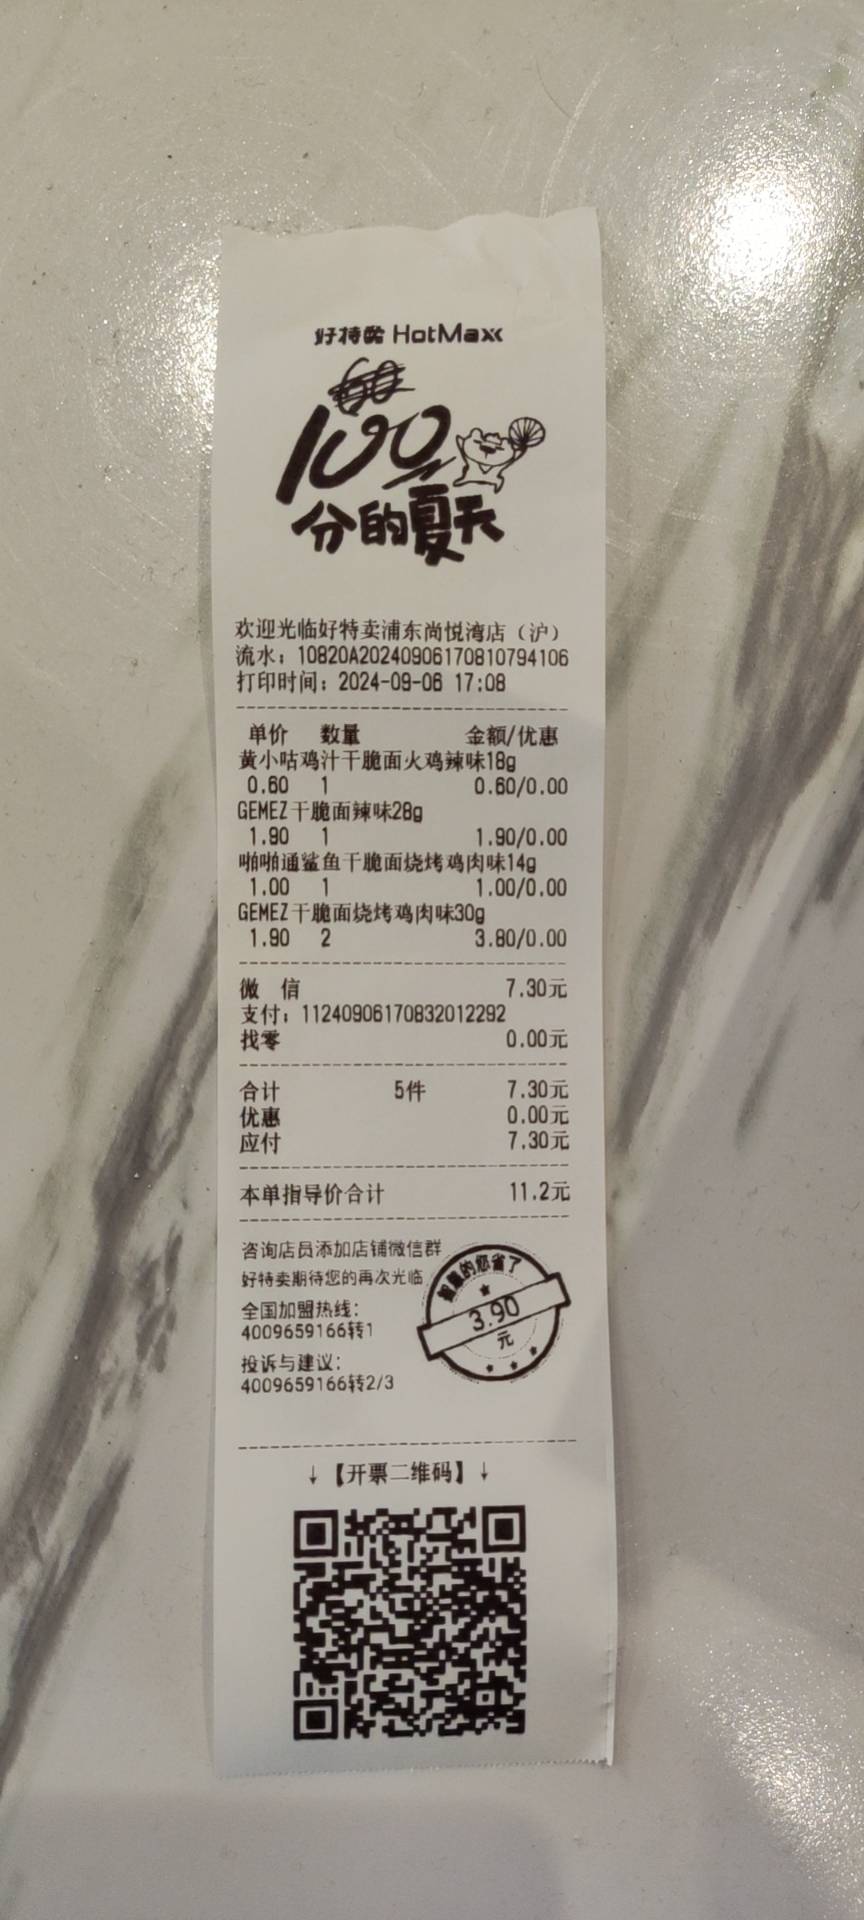 好特卖 HotMaxx
60
100
分的夏天
欢迎光临好特卖浦东尚悦湾店（沪）
流水：10820A20240906170810794106
打印时间：2024-09-06 17:08
单价 数量 金额/优惠
黄小咕鸡汁干脆面火鸡辣味18g
0.60 1 0.60/0.00
GEMEZ干脆面辣味28g
1.90 1 1.90/0.00
啪啪通鲨鱼干脆面烧烤鸡肉味14g
1.00 1 1.00/0.00
GEMEZ干脆面烧烤鸡肉味30g
1.90 2 3.80/0.00
微 信 7.30元
支付：11240906170832012292
找零 0.00元
合计 5件 7.30元
优惠 0.00元
应付 7.30元
本单指导价合计 11.2元
咨询店员添加店铺微信群
好特卖期待您的再次光临
全国加盟热线：
4009659166转1
投诉与建议：
4009659166转2/3
的您省了
3.90
元
↓【开票二维码】↓